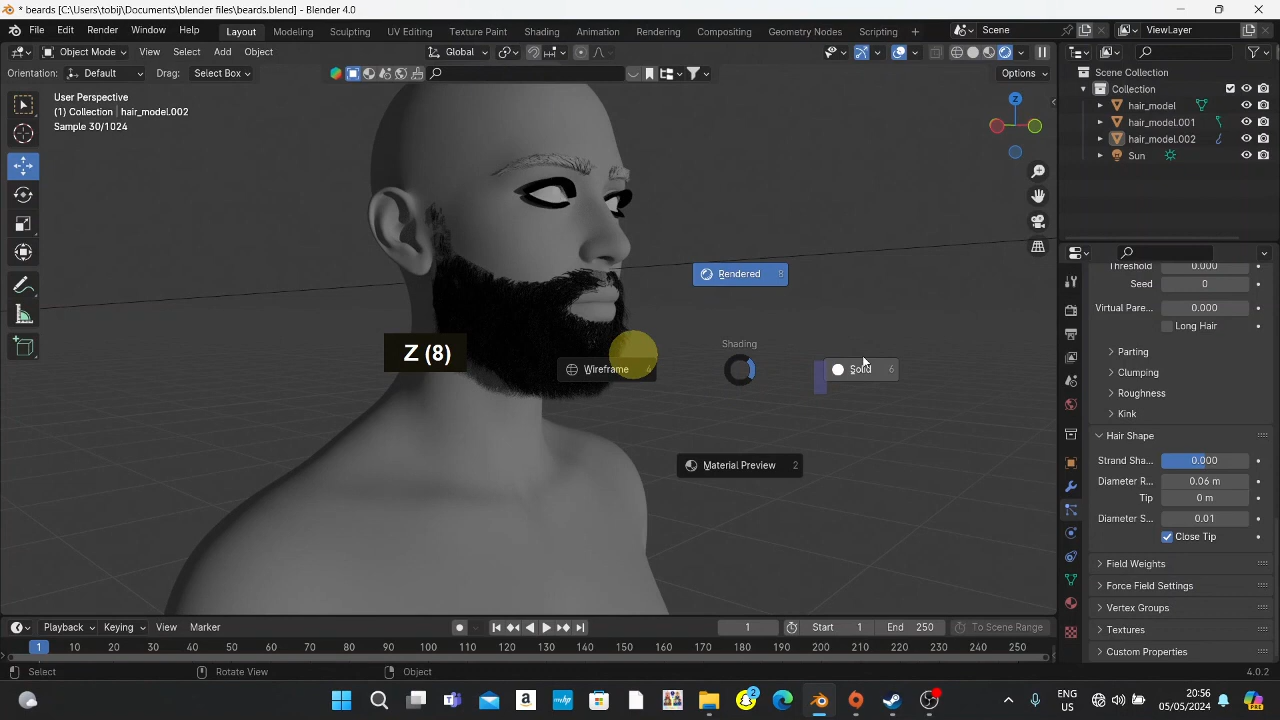 * beards [C:\Users\tobij\Documents\blender files\beards.blend] - Blender 4.0
File Edit Render Window Help Layout Modeling Sculpting UV Editing Texture Paint Shading Animation Rendering Compositing Geometry Nodes Scripting + Scene ViewLayer
Object Mode View Select Add Object Global
Orientation: Default Drag: Select Box Options
User Perspective
(1) Collection | hair_model.002
Sample 30/1024
Z
Scene Collection
Collection
hair_model
hair_model.001
hair_model.002
Sun
Rendered 8
Shading
Wireframe 4
Solid 6
Material Preview 2
Z (8)
Threshold 0.000
Seed 0
Virtual Pare... 0.000
Long Hair
Parting
Clumping
Roughness
Kink
Hair Shape
Strand Sha... 0.000
Diameter R... 0.06 m
Tip 0 m
Diameter S... 0.01
Close Tip
Field Weights
Force Field Settings
Vertex Groups
Textures
Custom Properties
Playback Keying View Marker 1 Start 1 End 250 To Scene Range
1 10 20 30 40 50 60 70 80 90 100 110 120 130 140 150 160 170 180 190 200 210 220 230 240 250
Select Rotate View Object 4.0.2
ENG
US
20:56
05/05/2024